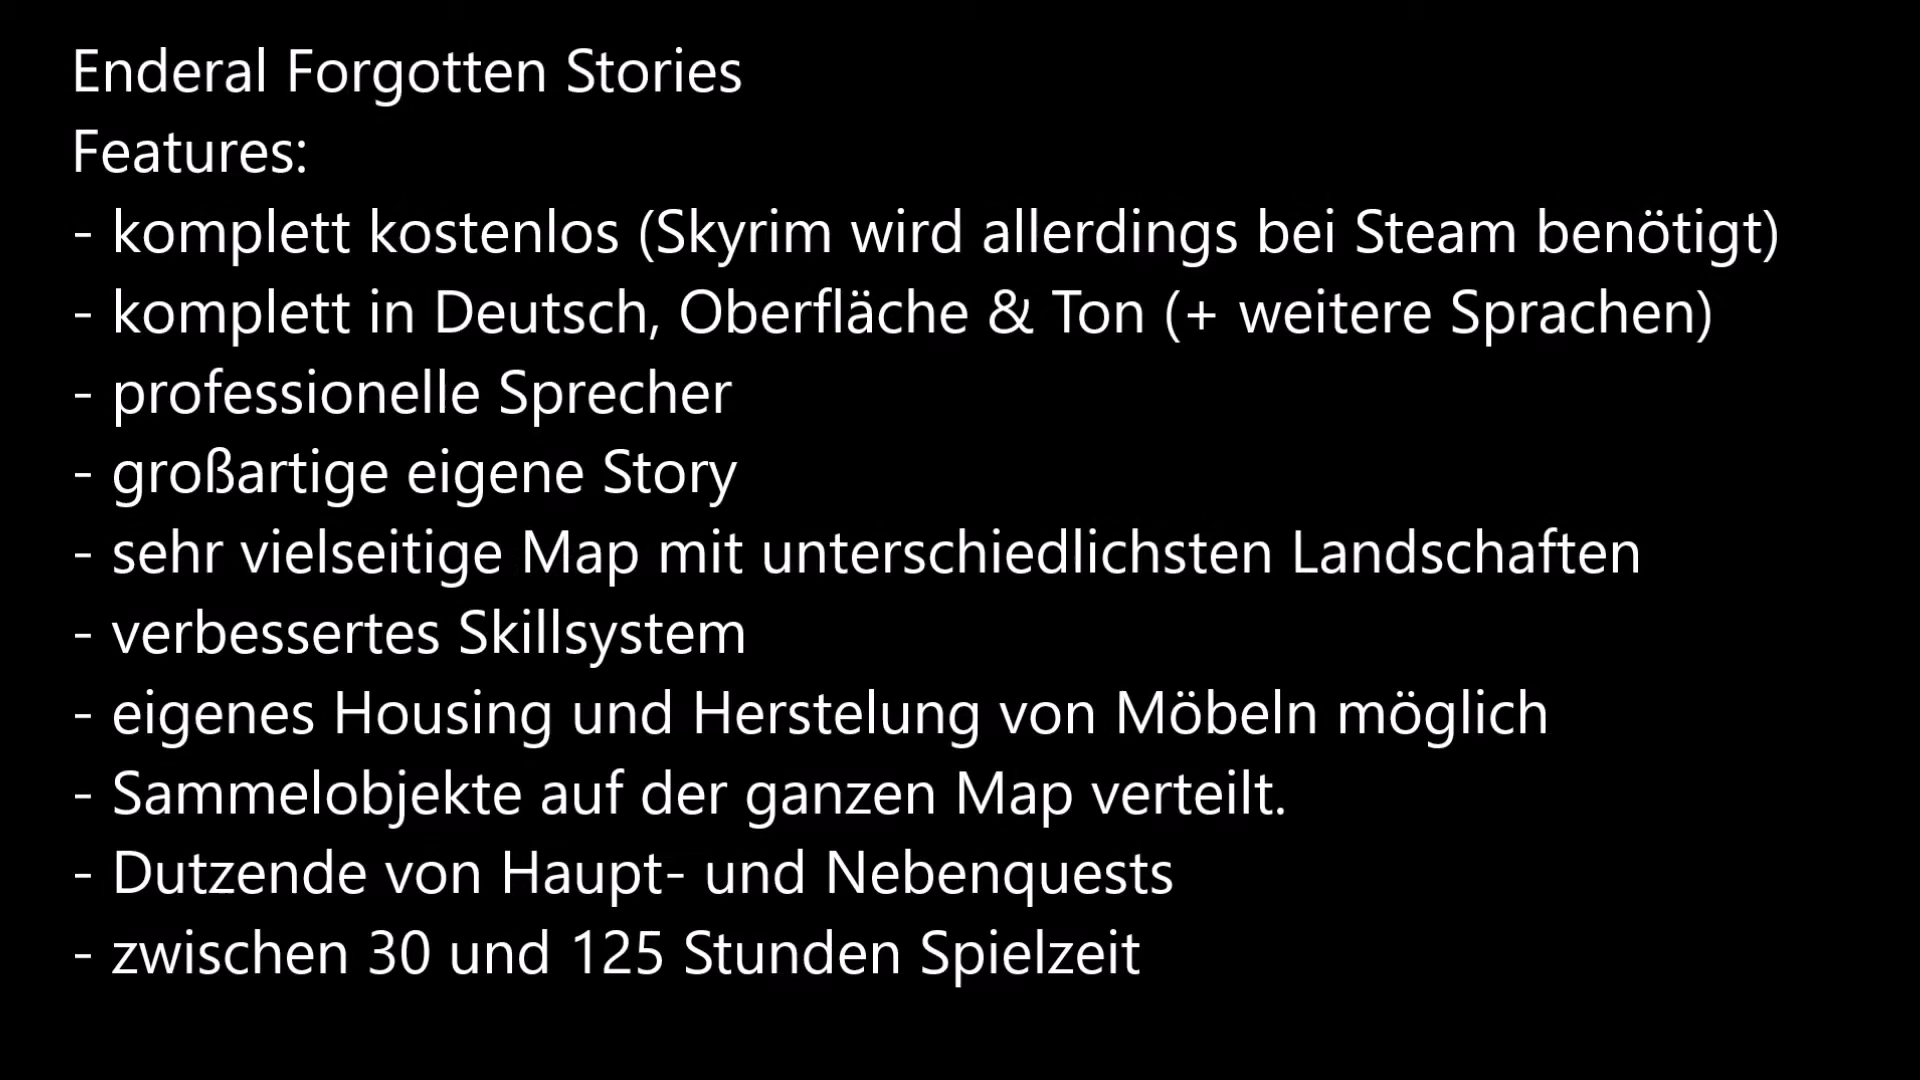 Enderal Forgotten Stories
Features:
- komplett kostenlos (Skyrim wird allerdings bei Steam benötigt)
- komplett in Deutsch, Oberfläche & Ton (+ weitere Sprachen)
- professionelle Sprecher
- großartige eigene Story
- sehr vielseitige Map mit unterschiedlichsten Landschaften
- verbessertes Skillsystem
- eigenes Housing und Herstelung von Möbeln möglich
- Sammelobjekte auf der ganzen Map verteilt.
- Dutzende von Haupt- und Nebenquests
- zwischen 30 und 125 Stunden Spielzeit